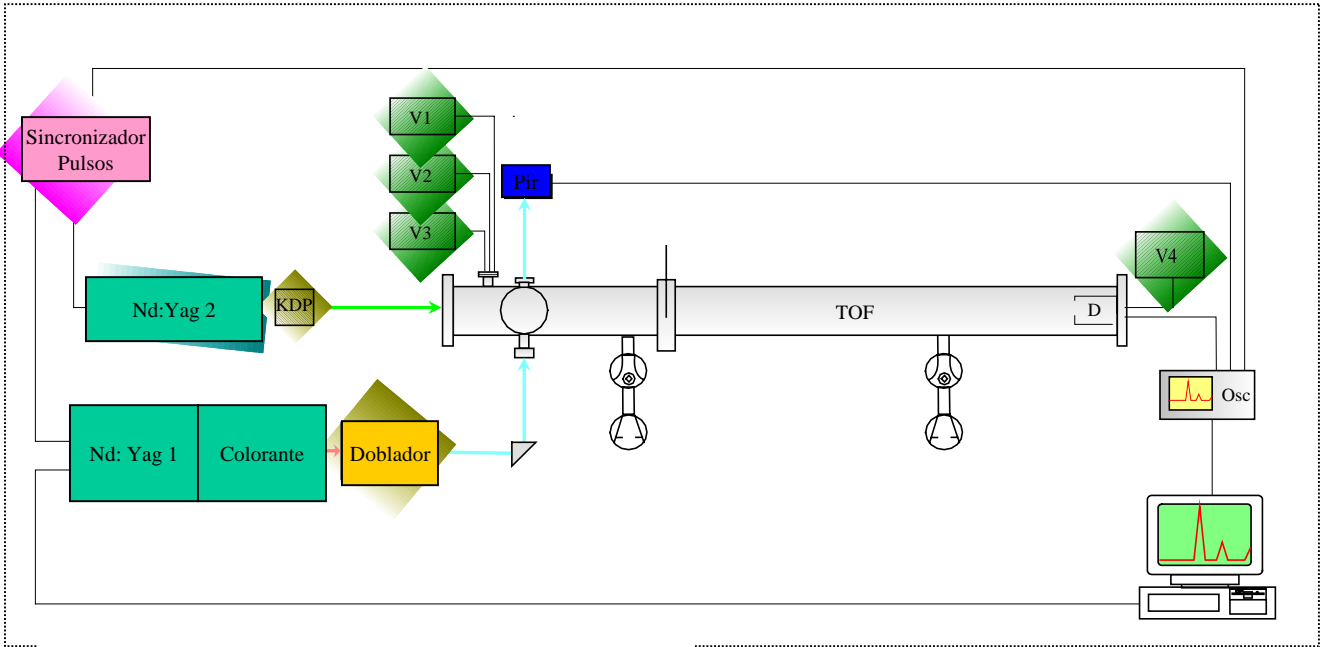 Sincronizador
Pulsos
V1
V2
V3
Pir
V4
Nd:Yag 2
KDP
TOF
D
Osc
Nd: Yag 1
Colorante
Doblador